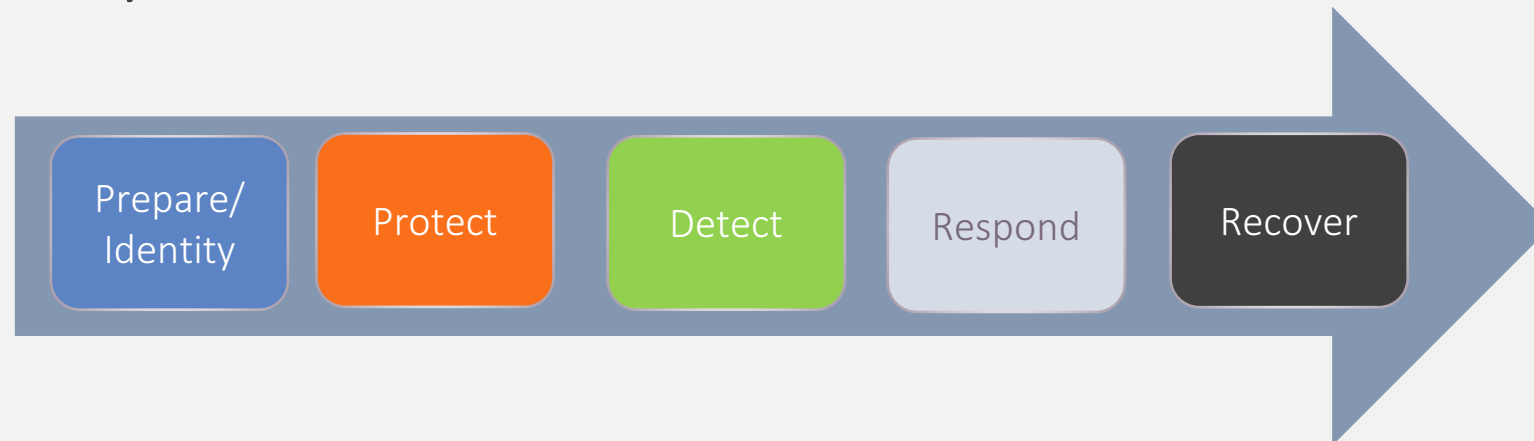 Prepare/
Identity
Protect
Detect
Respond
Recover